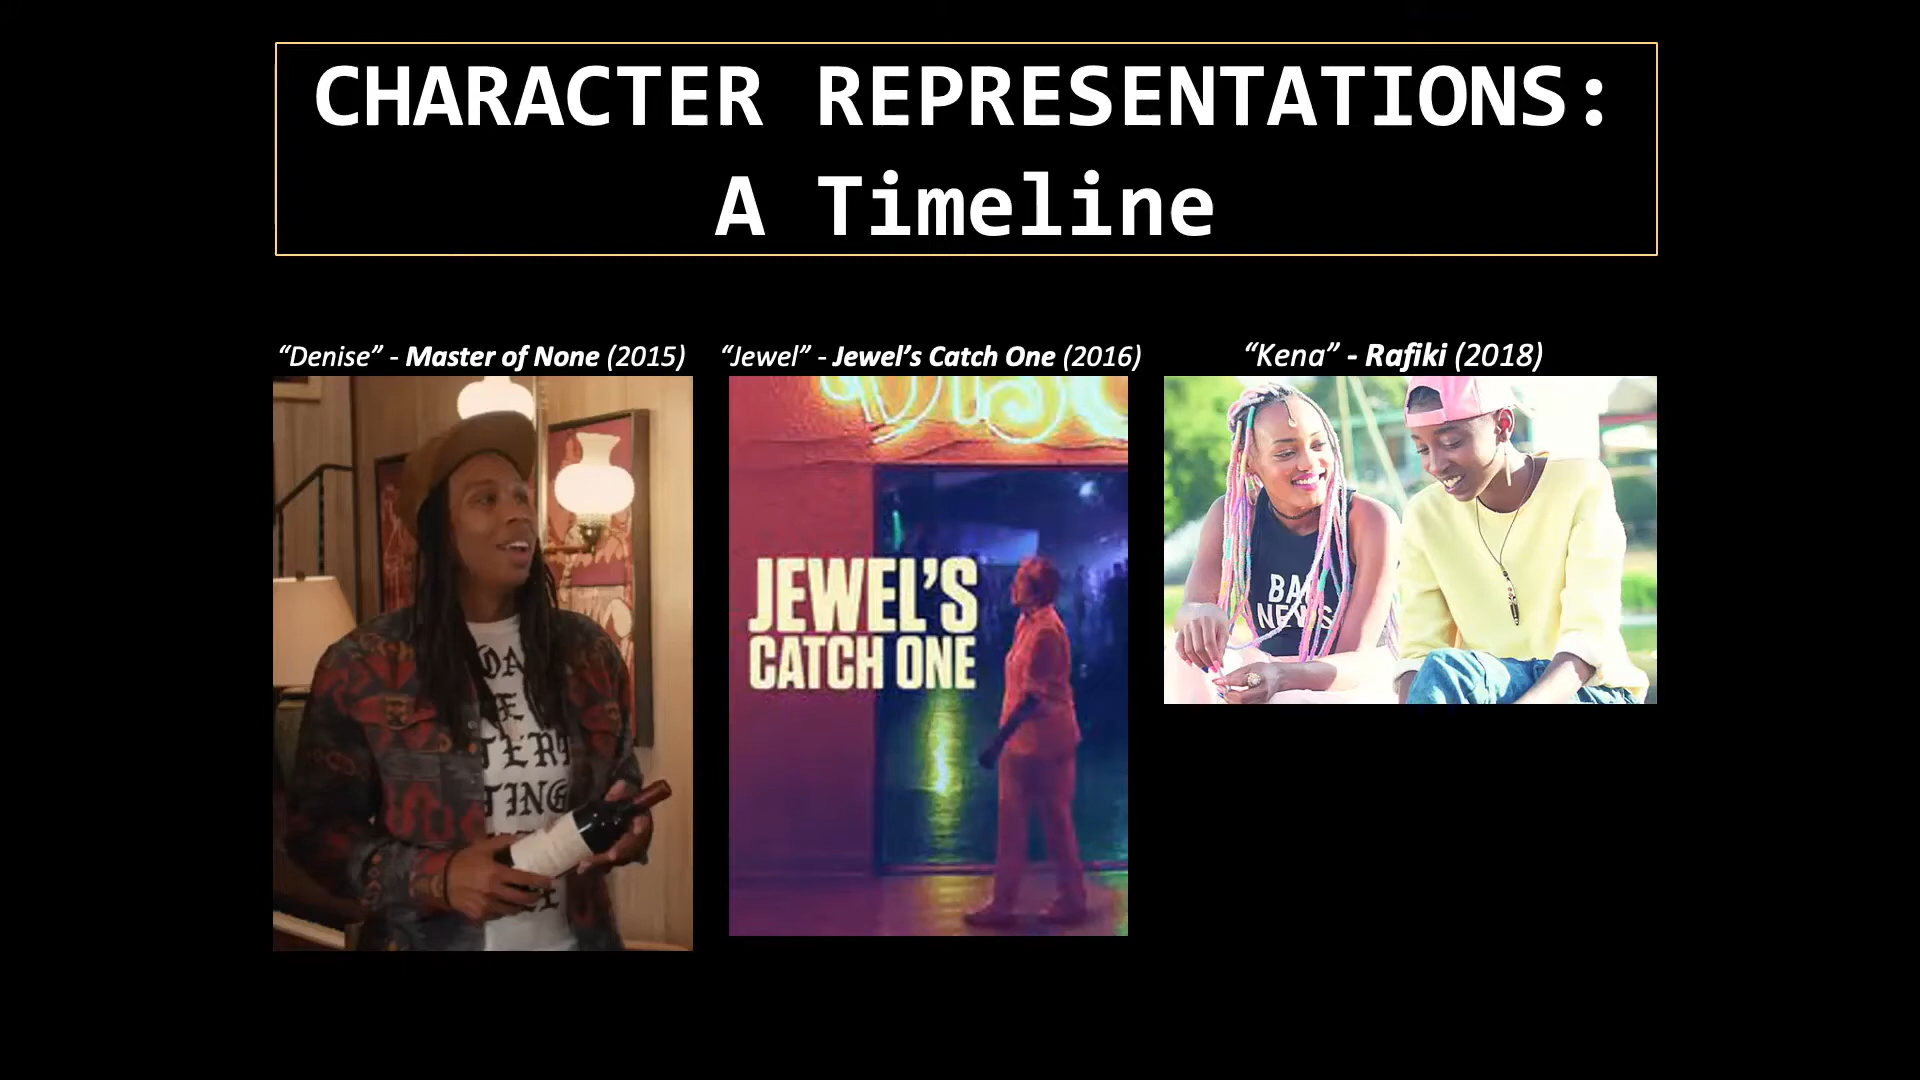 CHARACTER REPRESENTATIONS:
A Timeline
“Denise” - Master of None (2015)
“Jewel” - Jewel’s Catch One (2016)
“Kena” - Rafiki (2018)
JEWEL’S
CATCH ONE
NEWS